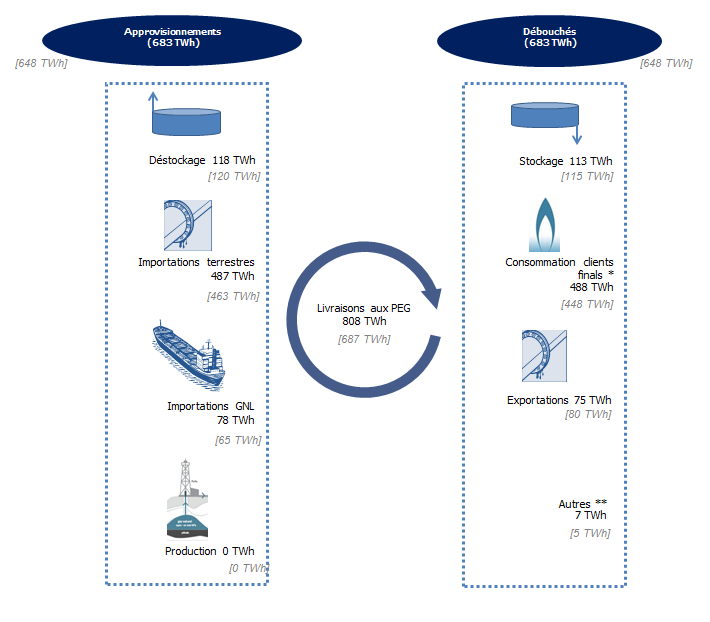 Approvisionnements
(683 TWh)
[648 TWh]
Déstockage 118 TWh
[120 TWh]
Importations terrestres
487 TWh
[463 TWh]
Importations GNL
78 TWh
[65 TWh]
Production 0 TWh
[0 TWh]
Livraisons aux PEG
808 TWh
[687 TWh]
Débouchés
(683 TWh)
[648 TWh]
Stockage 113 TWh
[115 TWh]
Consommation clients
finals *
488 TWh
[448 TWh]
Exportations 75 TWh
[80 TWh]
Autres **
7 TWh
[5 TWh]